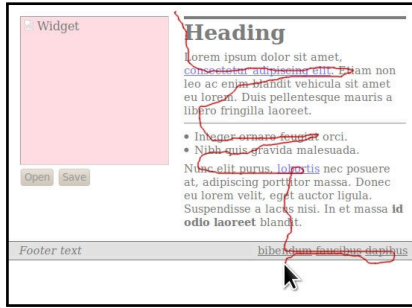 Widget
Open Save
Heading
Lorem ipsum dolor sit amet,
consectetur adipiscing elit. Etiam non
leo ac enim blandit vehicula sit amet
eu lorem. Duis pellentesque mauris a
libero fringilla laoreet.
Integer ornare feugiat orci.
Nibh quis gravida malesuada.
Nunc elit purus, lobortis nec posuere
at, adipiscing porttitor massa. Donec
eu lorem velit, eget auctor ligula.
Suspendisse a lacus nisi. In et massa id
odio laoreet blandit.
Footer text bibendum faucibus dapibus